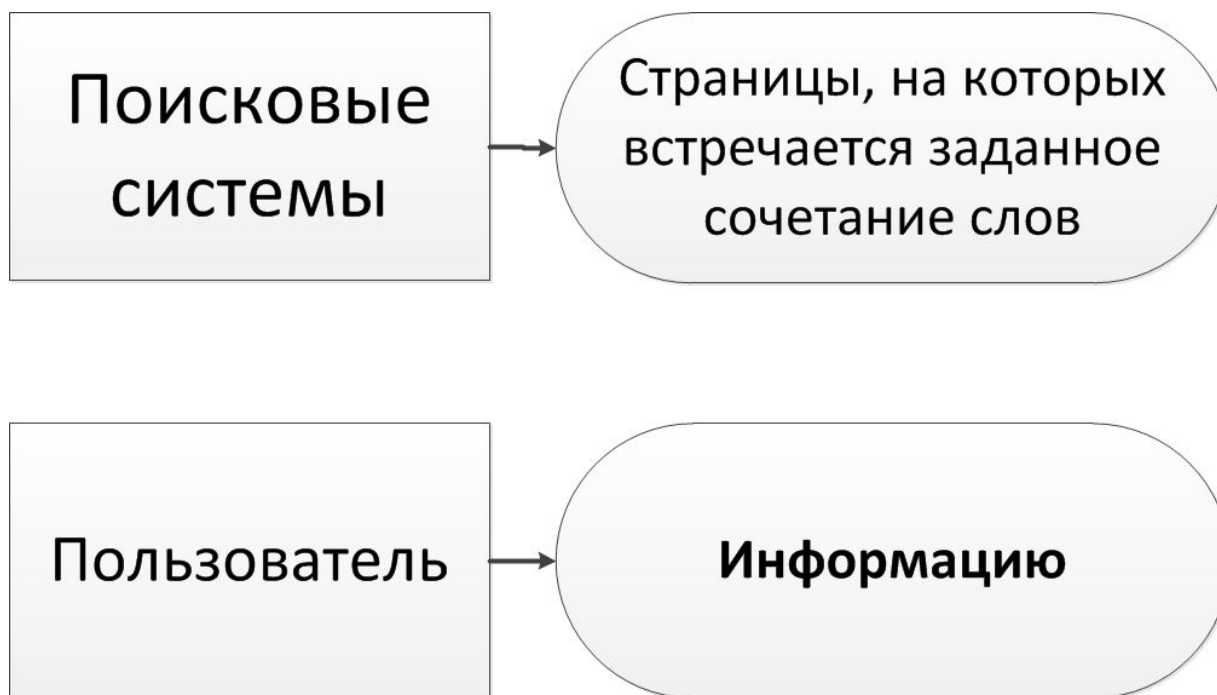 Поисковые
системы
Страницы, на которых
встречается заданное
сочетание слов
Пользователь
Информацию